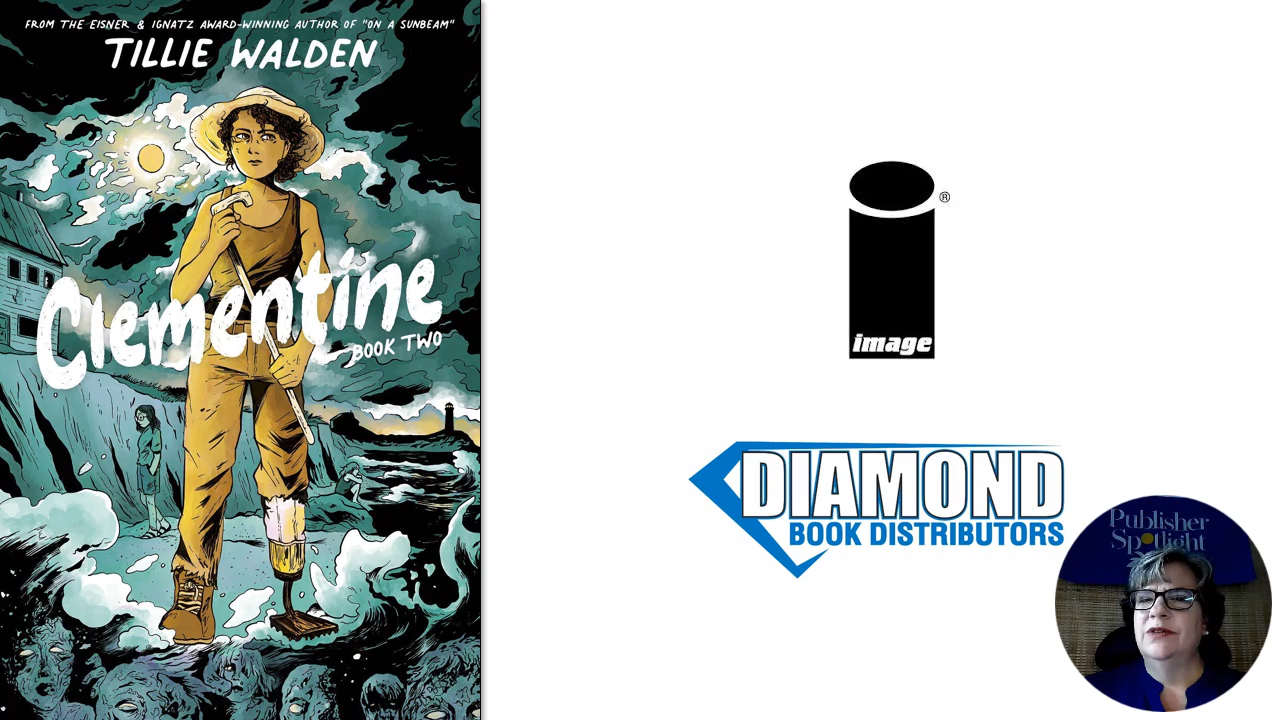 FROM THE EISNER & IGNATZ AWARD-WINNING AUTHOR OF "ON A SUNBEAM"
TILLIE WALDEN
Clementine™
BOOK TWO
®
image
DIAMOND
BOOK DISTRIBUTORS
Publisher
Spotlight